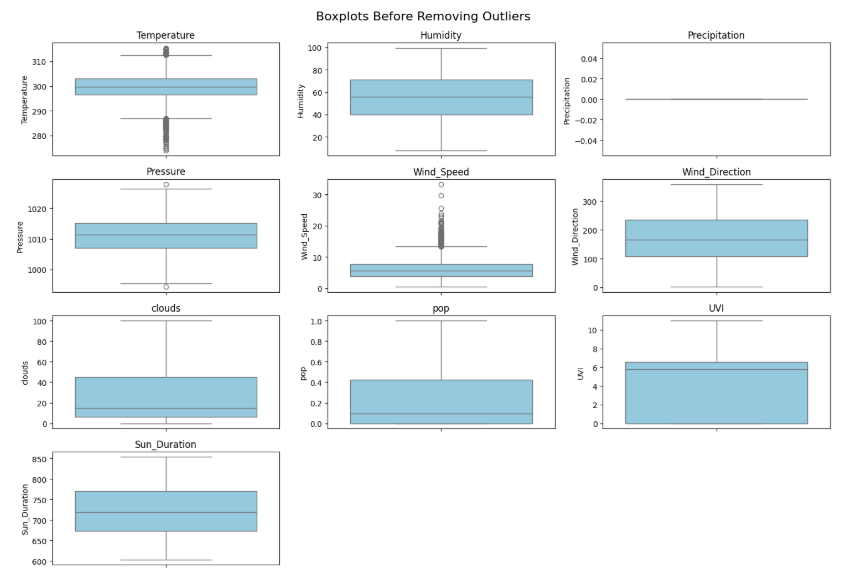 Boxplots Before Removing Outliers
Temperature
Humidity
Precipitation
Temperature
310
300
290
280
Humidity
100
80
60
40
20
Precipitation
0.04
0.02
0.00
−0.02
−0.04
Pressure
Wind_Speed
Wind_Direction
Pressure
1020
1010
1000
Wind_Speed
30
20
10
0
Wind_Direction
300
200
100
0
clouds
pop
UVI
clouds
100
80
60
40
20
0
pop
1.0
0.8
0.6
0.4
0.2
0.0
UVI
10
8
6
4
2
0
Sun_Duration
Sun_Duration
850
800
750
700
650
600